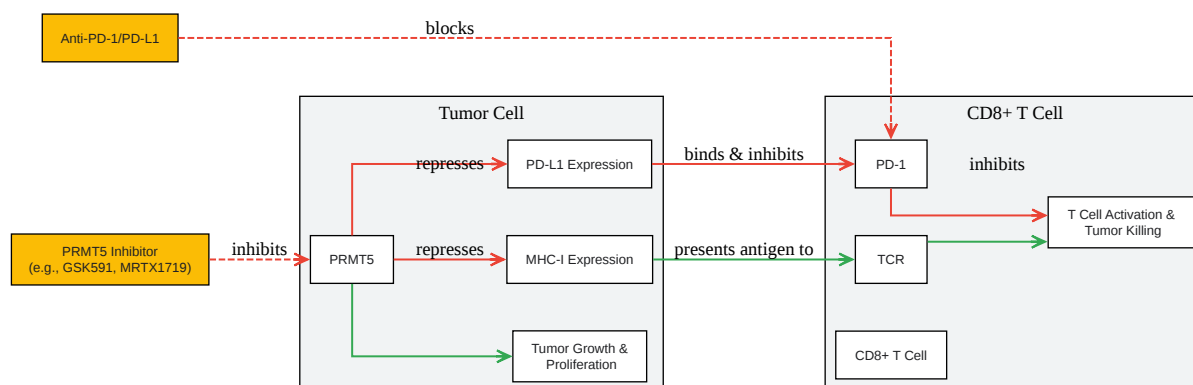 Anti-PD-1/PD-L1
blocks
Tumor Cell
CD8+ T Cell
represses
PD-L1 Expression
binds & inhibits
PD-1
inhibits
T Cell Activation &
Tumor Killing
PRMT5 Inhibitor
(e.g., GSK591, MRTX1719)
inhibits
PRMT5
represses
MHC-I Expression
presents antigen to
TCR
Tumor Growth &
Proliferation
CD8+ T Cell